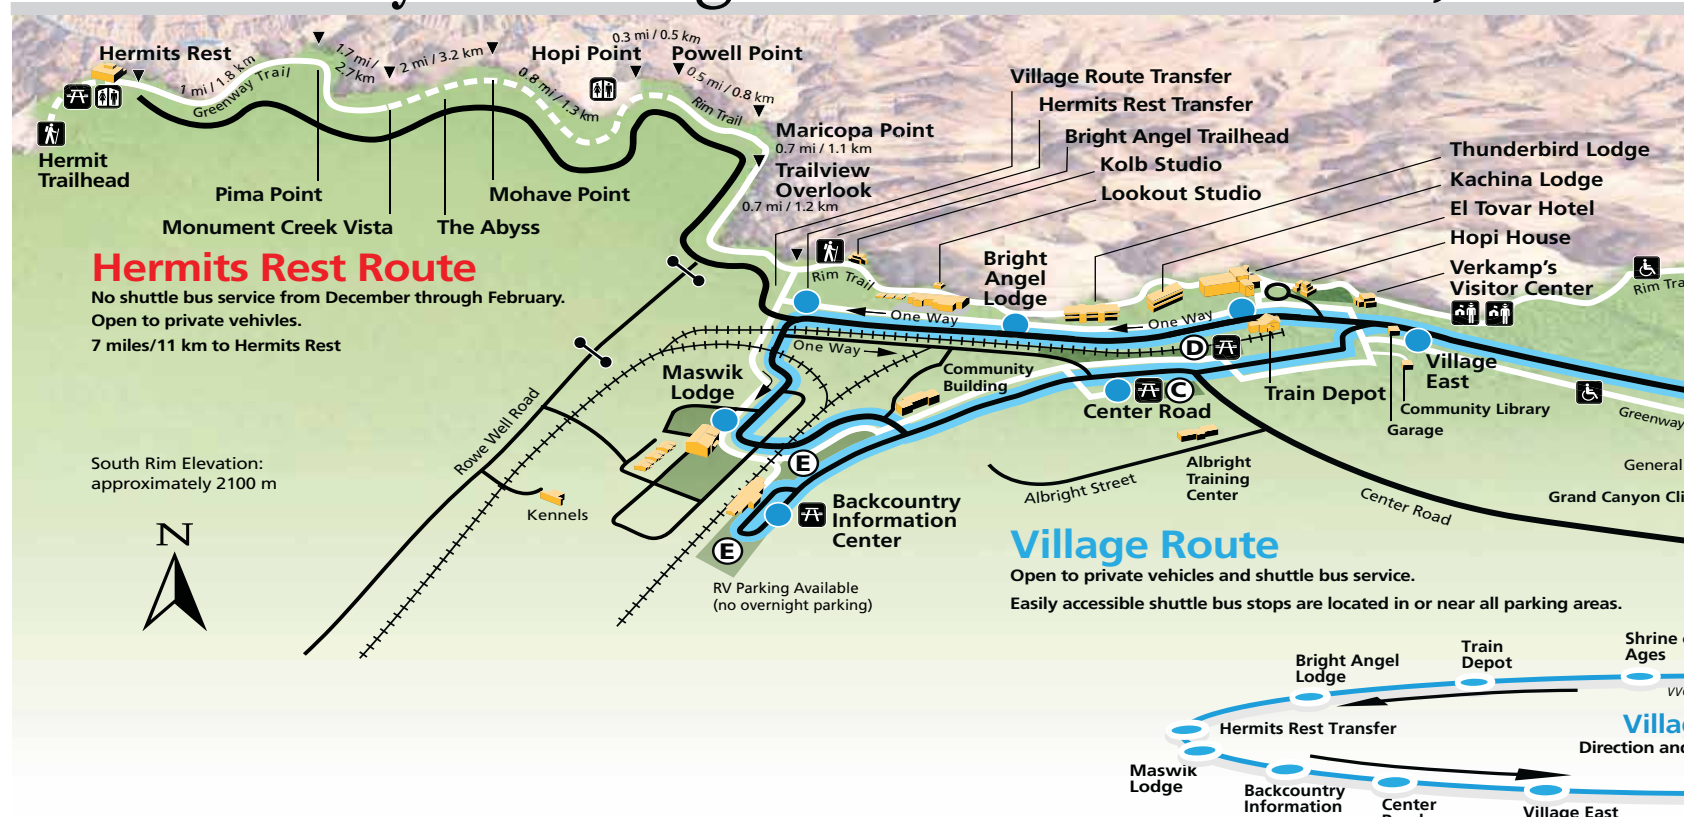 Hermits Rest
1 mi / 1.8 km
Greenway Trail
1.7 mi /
2.7 km
2 mi / 3.2 km
0.8 mi / 1.3 km
Hopi Point
0.3 mi / 0.5 km
Powell Point
0.5 mi / 0.8 km
Rim Trail
Maricopa Point
0.7 mi / 1.1 km
Trailview
Overlook
0.7 mi / 1.2 km
Hermit
Trailhead
Pima Point
Mohave Point
Monument Creek Vista
The Abyss
Village Route Transfer
Hermits Rest Transfer
Bright Angel Trailhead
Kolb Studio
Lookout Studio
Thunderbird Lodge
Kachina Lodge
El Tovar Hotel
Hopi House
Verkamp's
Visitor Center
Hermits Rest Route
No shuttle bus service from December through February.
Open to private vehivles.
7 miles/11 km to Hermits Rest
Rim Trail
Bright
Angel
Lodge
One Way
One Way
One Way
Rim Tra
D
Maswik
Lodge
Community
Building
Center Road
C
Train Depot
Village
East
Community Library
Garage
Greenway
Rowe Well Road
South Rim Elevation:
approximately 2100 m
Kennels
E
Backcountry
Information
Center
E
Albright Street
Albright
Training
Center
Center Road
General
Grand Canyon Cli
N
RV Parking Available
(no overnight parking)
Village Route
Open to private vehicles and shuttle bus service.
Easily accessible shuttle bus stops are located in or near all parking areas.
Bright Angel
Lodge
Train
Depot
Shrine
Ages
Hermits Rest Transfer
Villa
Direction and
Maswik
Lodge
Backcountry
Information
Center
Village East